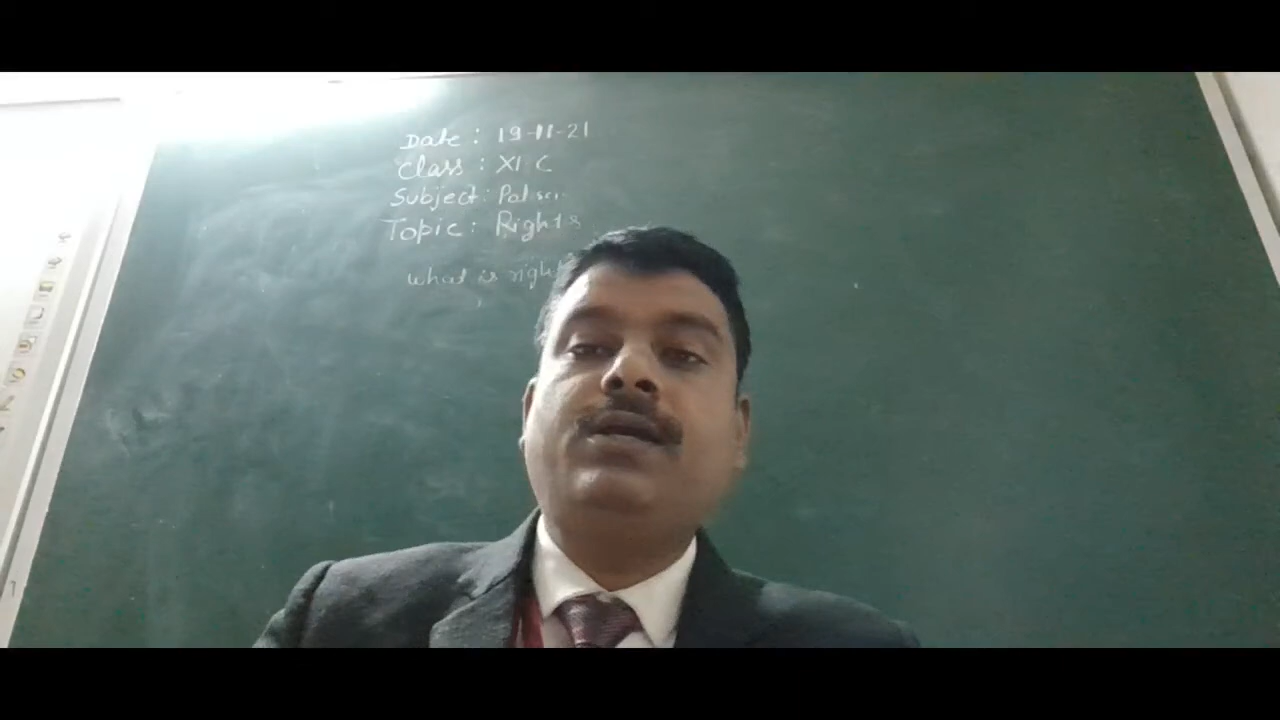 Date : 19-11-21
Class : XI C
Subject : Pol sci
Topic : Rights
what is right